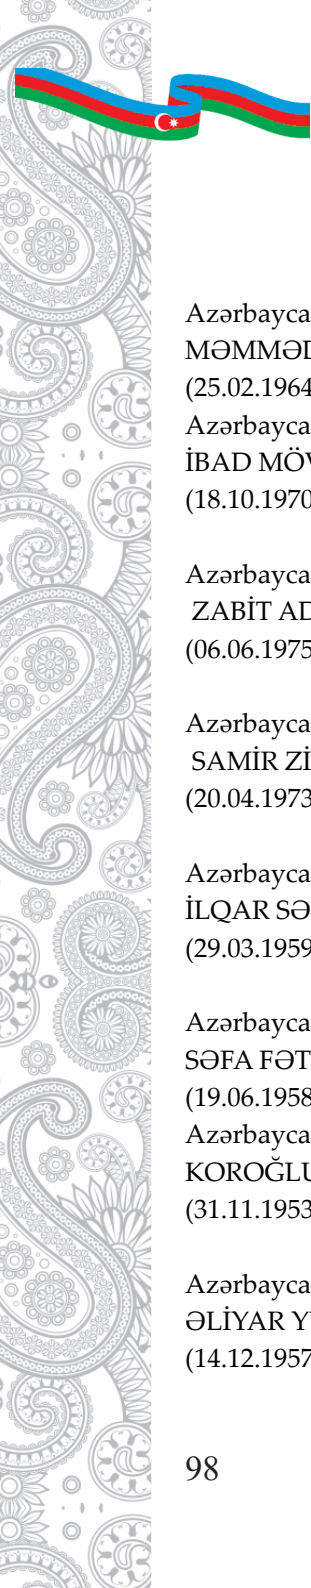 Azərbayca
MƏMMƏD
(25.02.1964
Azərbayca
İBAD MÖV
(18.10.1970
Azərbayca
ZABİT AD
(06.06.1975
Azərbayca
SAMİR Zİ
(20.04.1973
Azərbayca
İLQAR SƏ
(29.03.1959
Azərbayca
SƏFA FƏT
(19.06.1958
Azərbayca
KOROĞLU
(31.11.1953
Azərbayca
ƏLİYAR Y
(14.12.1957
98